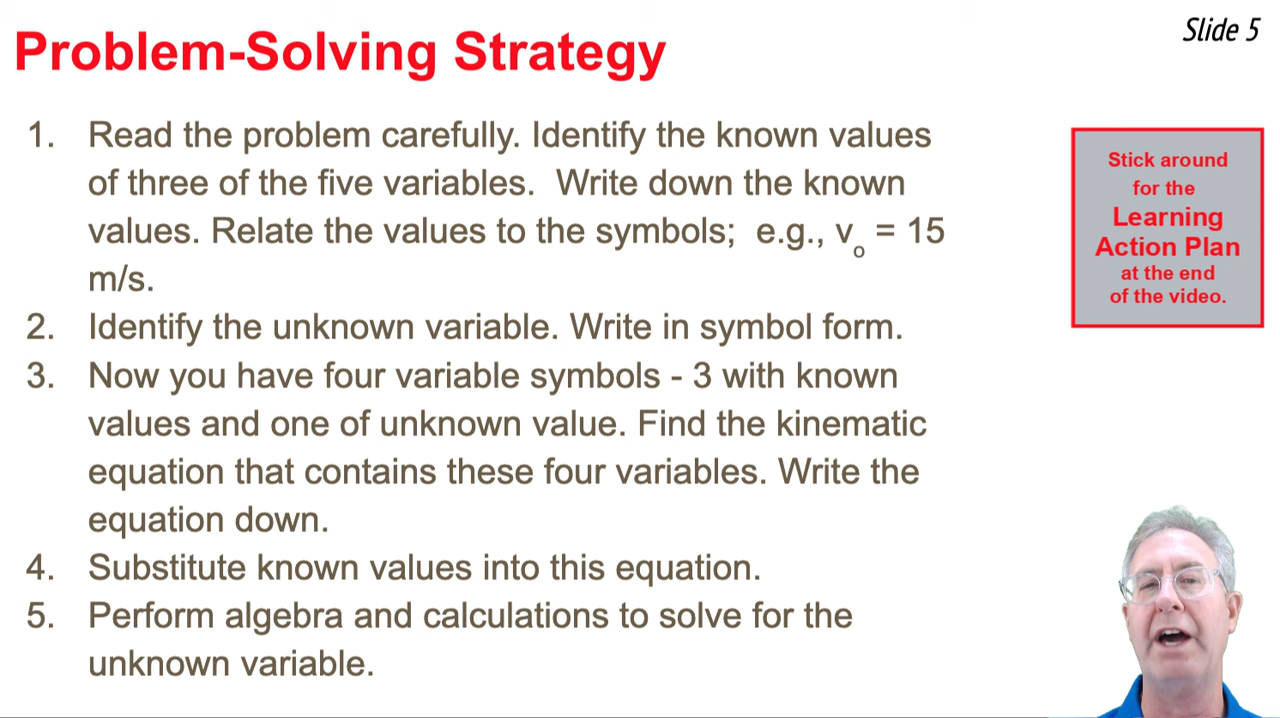 Slide 5
Problem-Solving Strategy
1. Read the problem carefully. Identify the known values
of three of the five variables.  Write down the known
values. Relate the values to the symbols;  e.g., vo = 15
m/s.
2. Identify the unknown variable. Write in symbol form.
3. Now you have four variable symbols - 3 with known
values and one of unknown value. Find the kinematic
equation that contains these four variables. Write the
equation down.
4. Substitute known values into this equation.
5. Perform algebra and calculations to solve for the
unknown variable.
Stick around
for the
Learning
Action Plan
at the end
of the video.